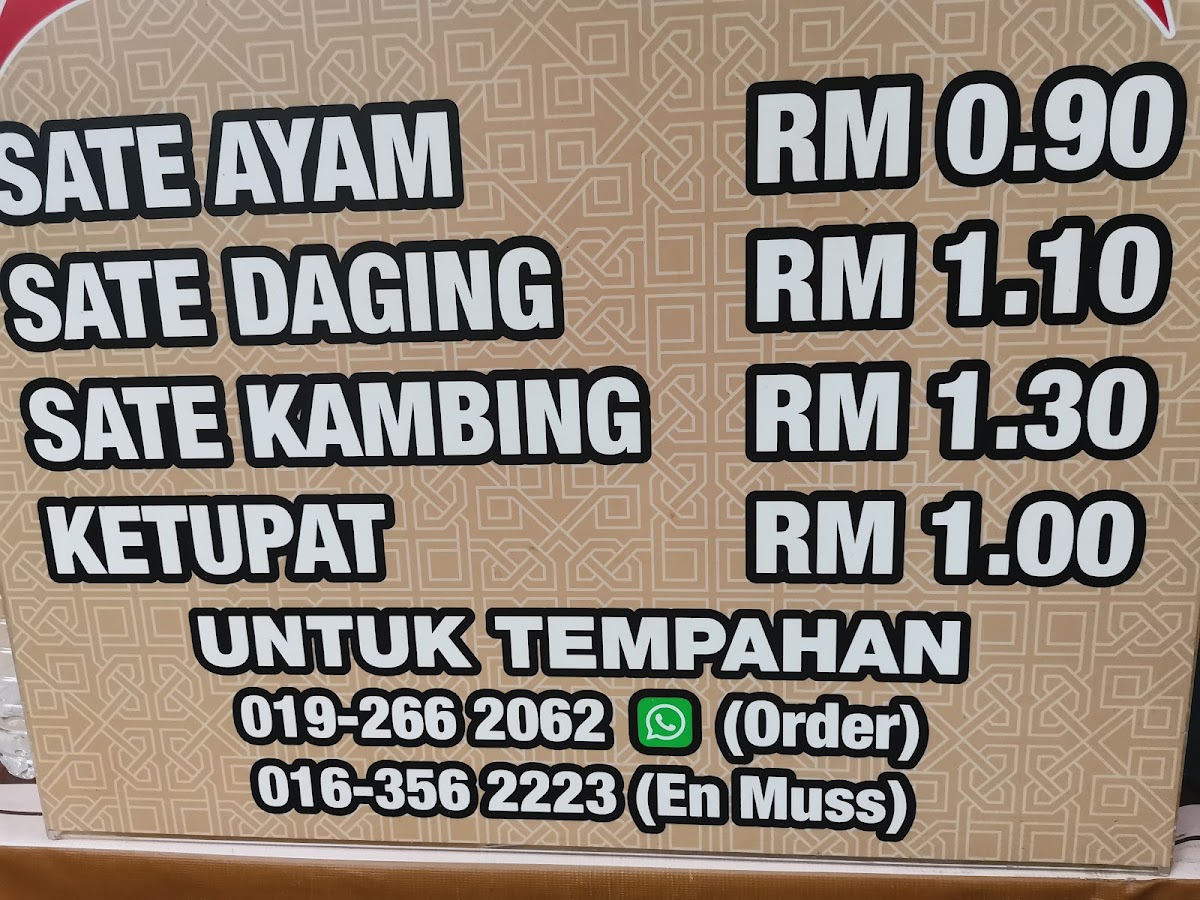 SATE AYAM RM 0.90
SATE DAGING RM 1.10
SATE KAMBING RM 1.30
KETUPAT RM 1.00
UNTUK TEMPAHAN
019-266 2062 (Order)
016-356 2223 (En Muss)